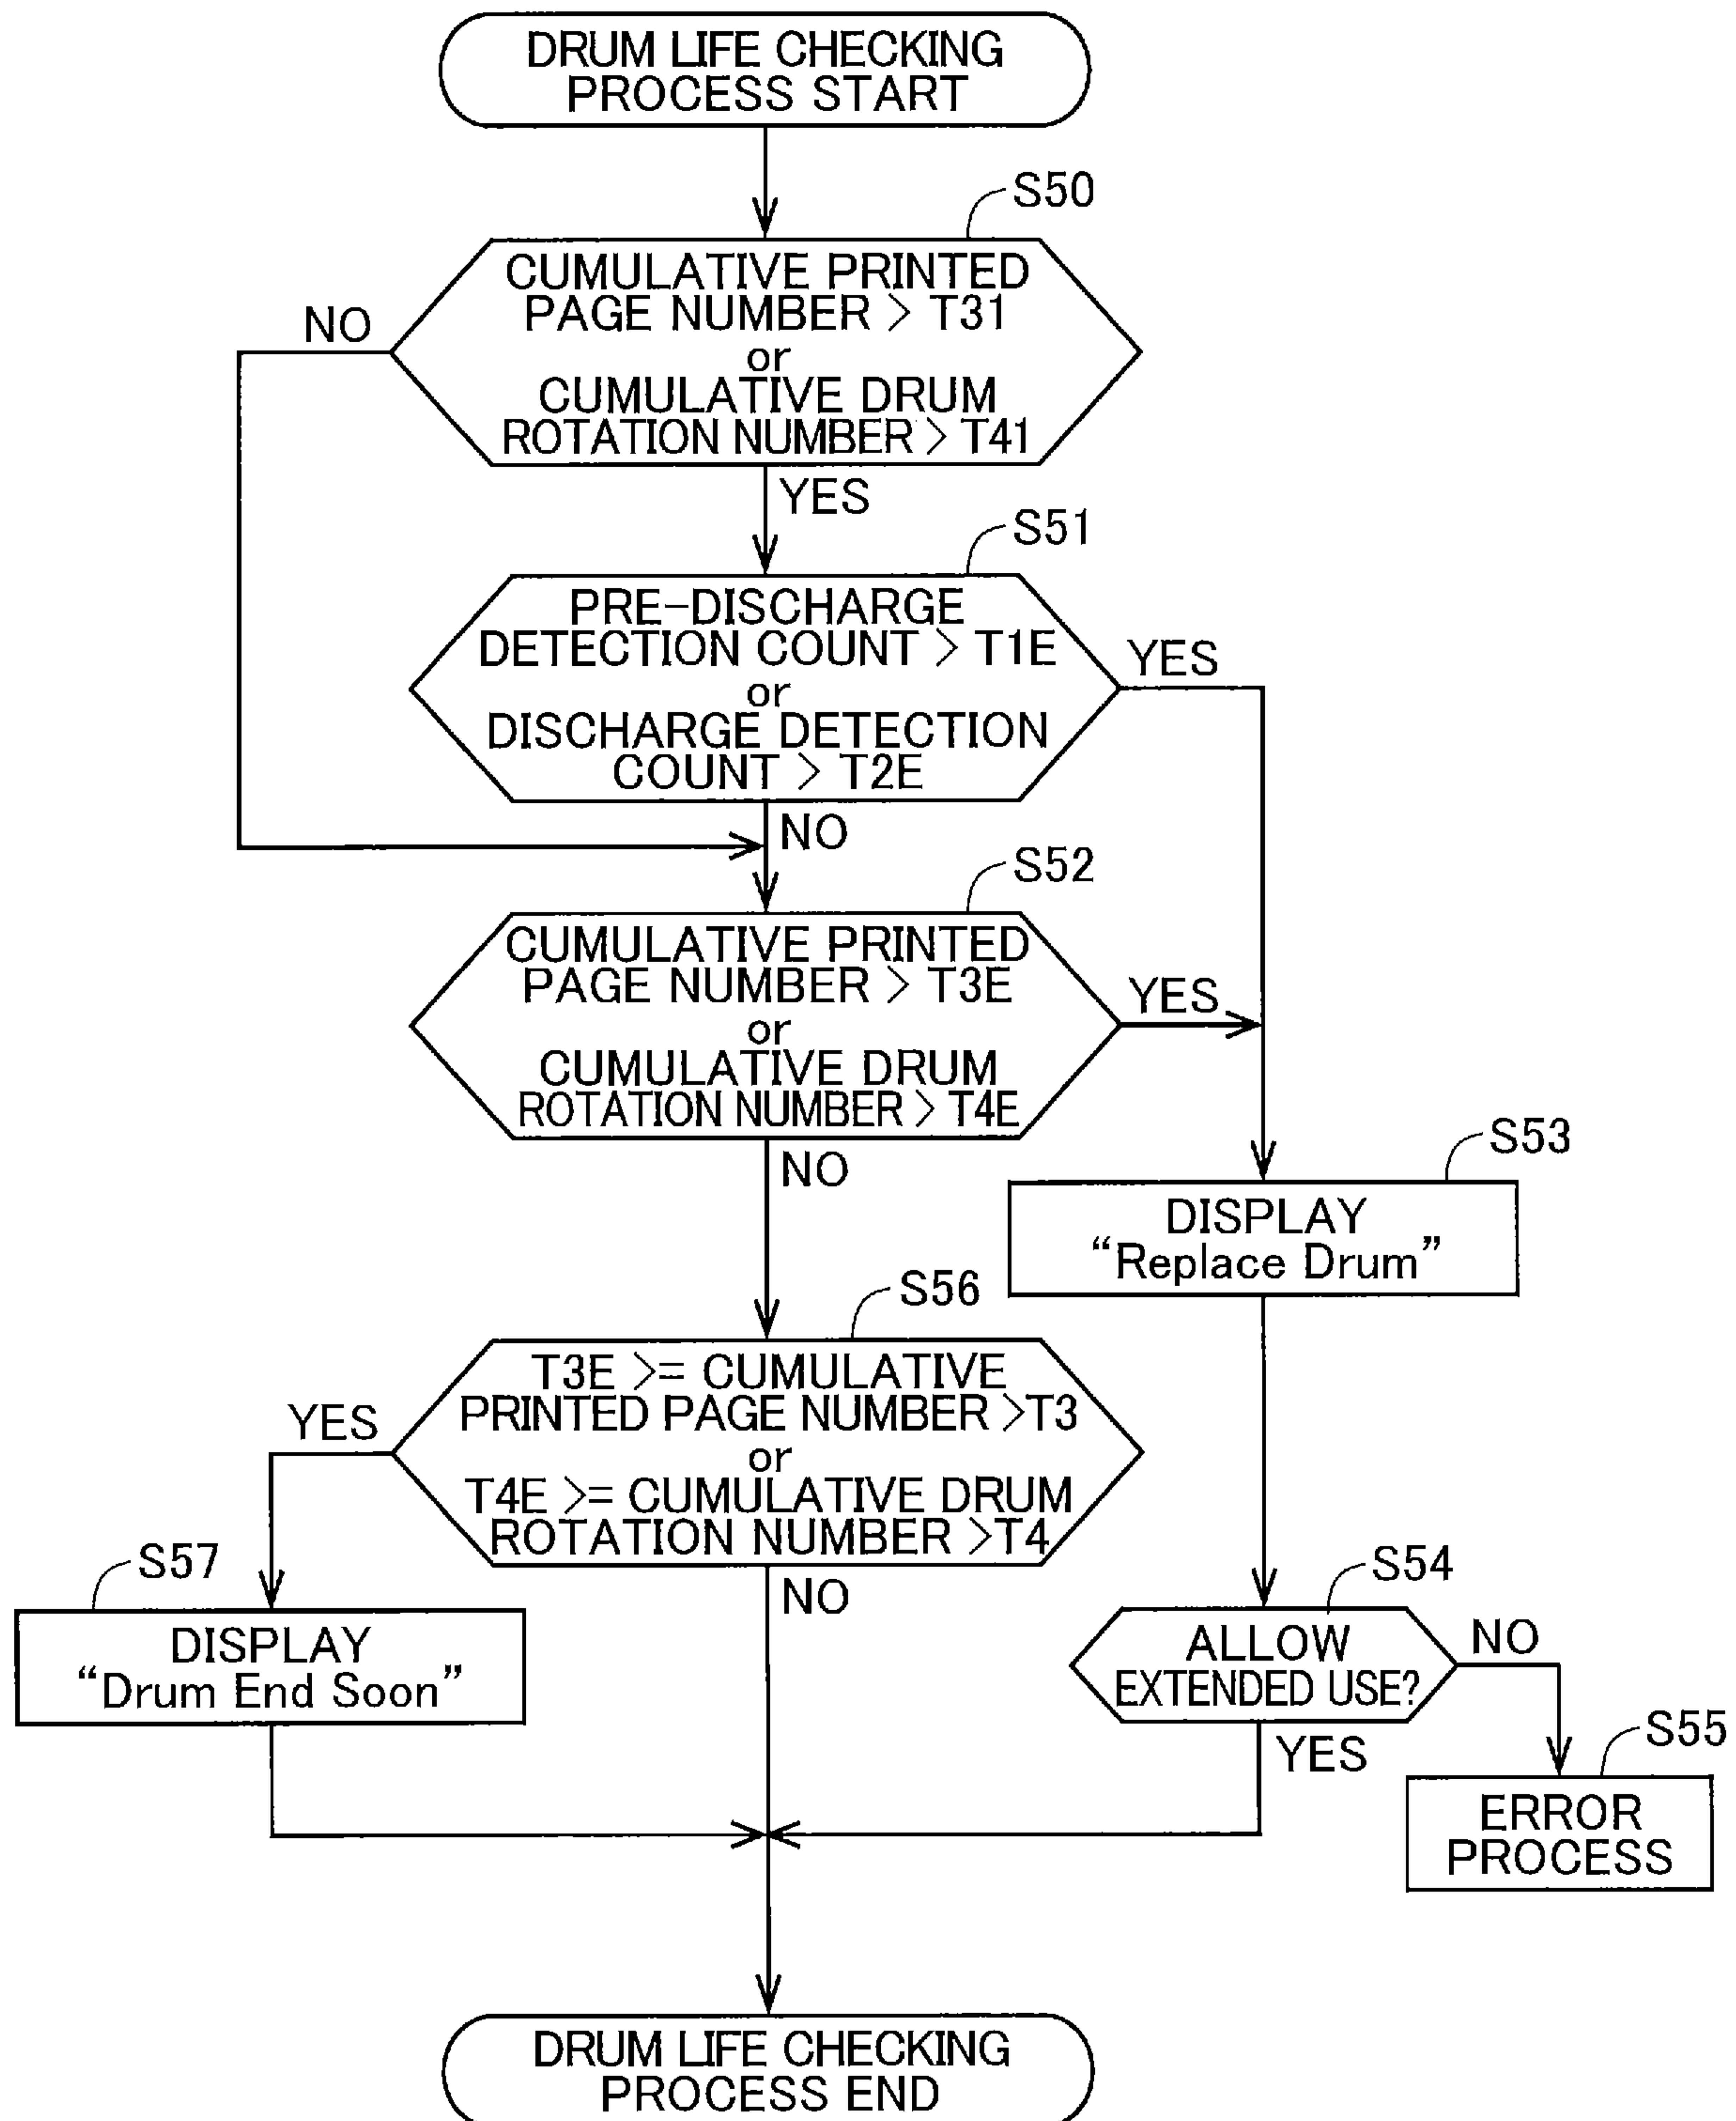 DRUM LIFE CHECKING
PROCESS START
S50
CUMULATIVE PRINTED
PAGE NUMBER > T31
or
CUMULATIVE DRUM
ROTATION NUMBER > T41
NO
YES
S51
PRE-DISCHARGE
DETECTION COUNT > T1E
or
DISCHARGE DETECTION
COUNT > T2E
YES
NO
S52
CUMULATIVE PRINTED
PAGE NUMBER > T3E
or
CUMULATIVE DRUM
ROTATION NUMBER > T4E
YES
NO
S53
DISPLAY
“Replace Drum”
S56
T3E >= CUMULATIVE
PRINTED PAGE NUMBER >T3
or
T4E >= CUMULATIVE DRUM
ROTATION NUMBER >T4
YES
NO
S57
DISPLAY
“Drum End Soon”
S54
ALLOW
EXTENDED USE?
NO
YES
S55
ERROR
PROCESS
DRUM LIFE CHECKING
PROCESS END